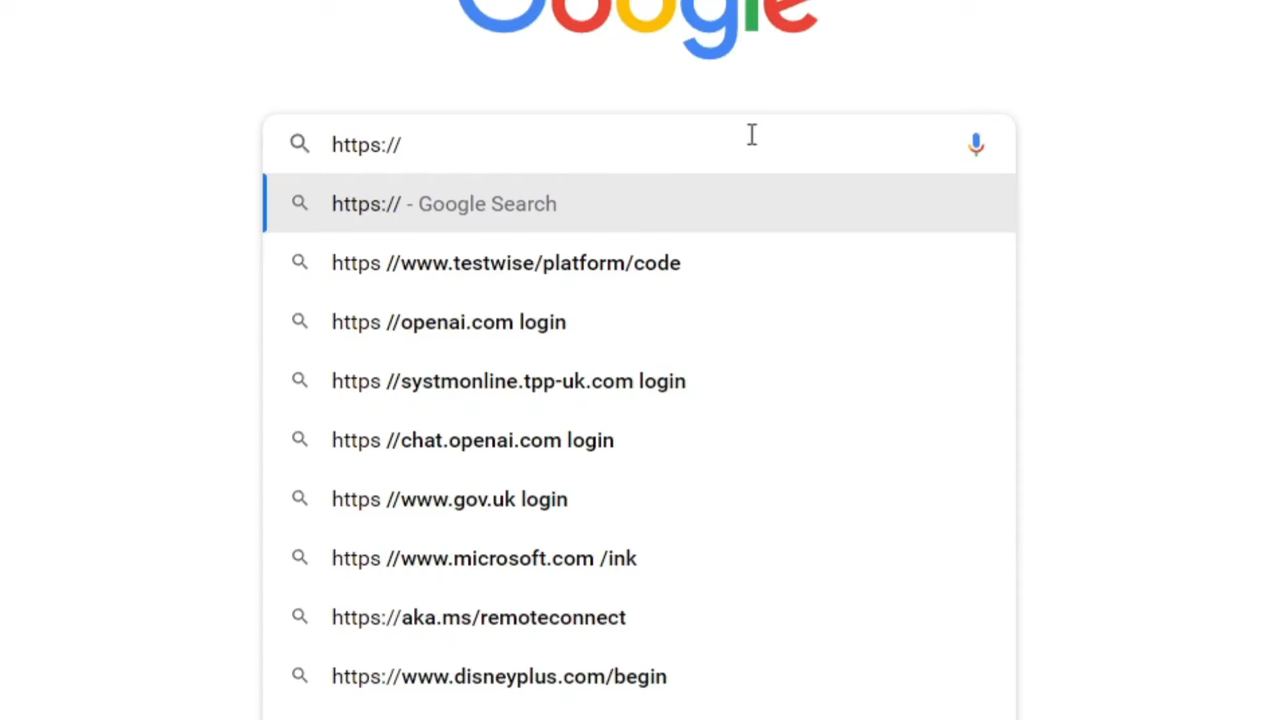 Google
https://
https:// - Google Search
https //www.testwise/platform/code
https //openai.com login
https //systmonline.tpp-uk.com login
https //chat.openai.com login
https //www.gov.uk login
https //www.microsoft.com /ink
https://aka.ms/remoteconnect
https://www.disneyplus.com/begin